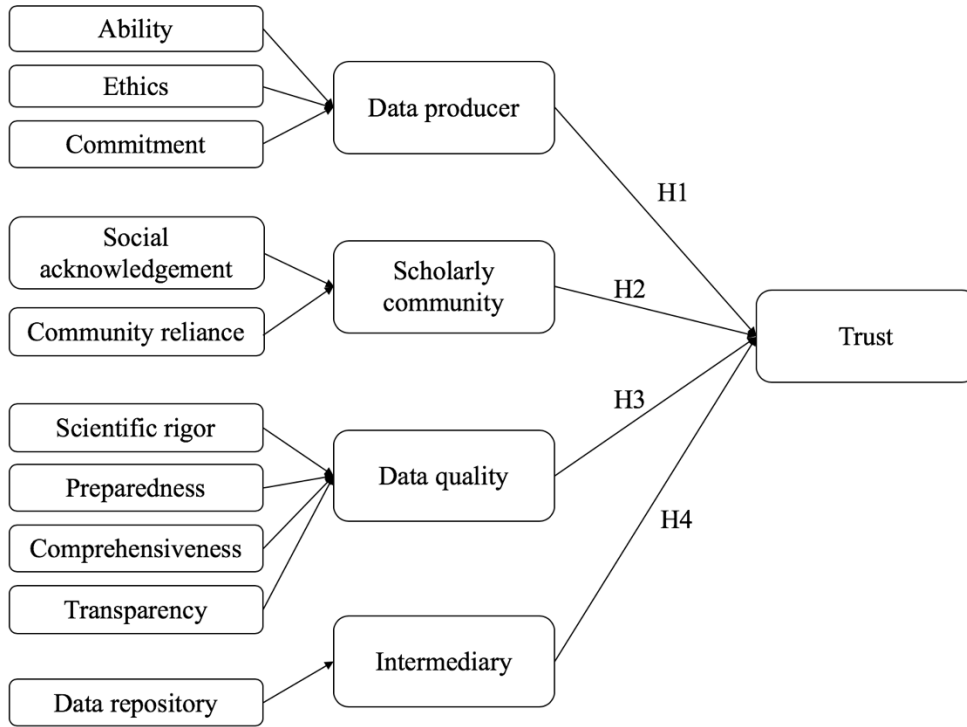 Ability
Ethics
Commitment
Data producer
H1
Social
acknowledgement
Community reliance
Scholarly
community
H2
Trust
Scientific rigor
Preparedness
Comprehensiveness
Transparency
Data quality
H3
H4
Data repository
Intermediary